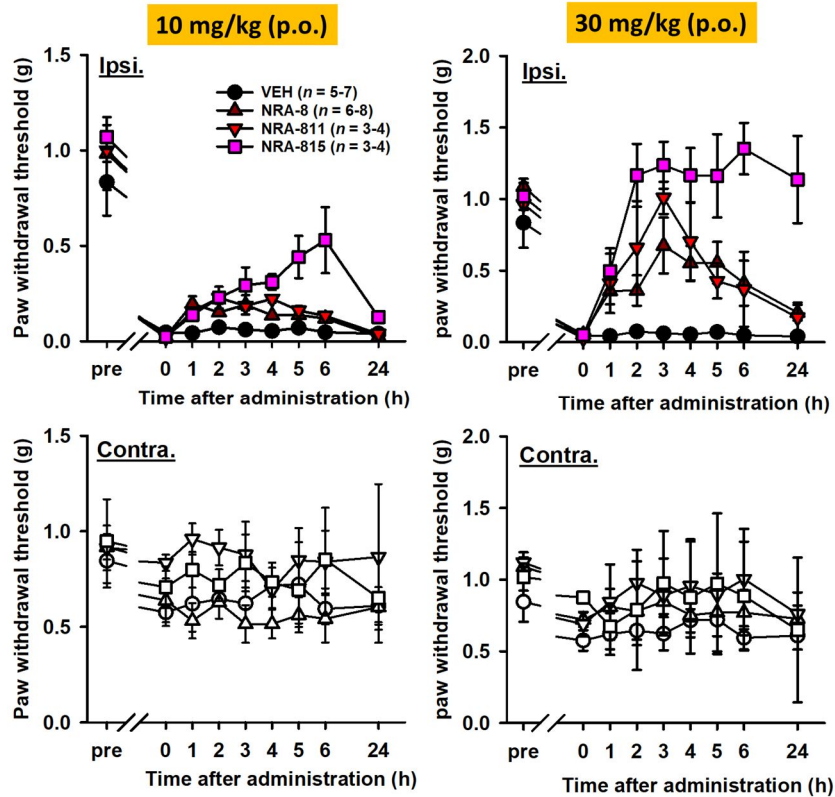 10 mg/kg (p.o.)
30 mg/kg (p.o.)
Paw withdrawal threshold (g)
1.5
1.0
0.5
0.0
Ipsi.
VEH (n = 5-7)
NRA-8 (n = 6-8)
NRA-811 (n = 3-4)
NRA-815 (n = 3-4)
pre 0 1 2 3 4 5 6 24
Time after administration (h)
paw withdrawal threshold (g)
2.0
1.5
1.0
0.5
0.0
Ipsi.
pre 0 1 2 3 4 5 6 24
Time after administration (h)
Paw withdrawal threshold (g)
1.5
1.0
0.5
0.0
Contra.
pre 0 1 2 3 4 5 6 24
Time after administration (h)
paw withdrawal threshold (g)
2.0
1.5
1.0
0.5
0.0
Contra.
pre 0 1 2 3 4 5 6 24
Time after administration (h)